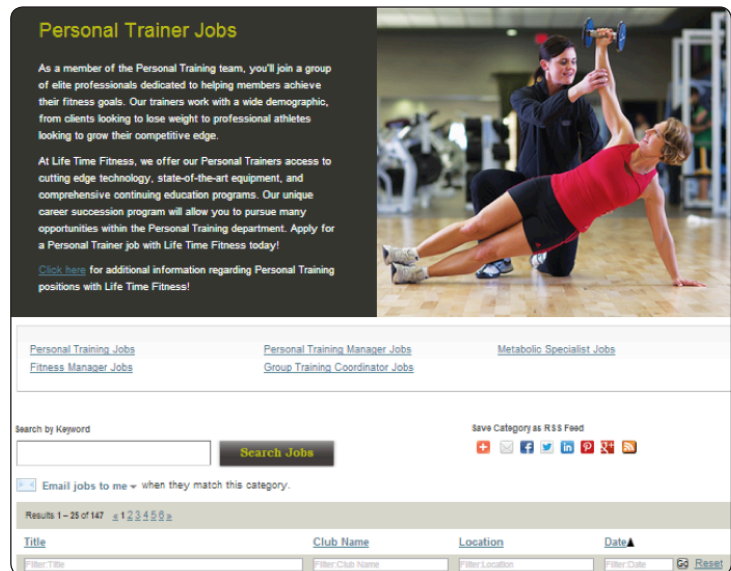 Personal Trainer Jobs
As a member of the Personal Training team, you'll join a group
of elite professionals dedicated to helping members achieve
their fitness goals. Our trainers work with a wide demographic,
from clients looking to lose weight to professional athletes
looking to grow their competitive edge.
At Life Time Fitness, we offer our Personal Trainers access to
cutting edge technology, state-of-the-art equipment, and
comprehensive continuing education programs. Our unique
career succession program will allow you to pursue many
opportunities within the Personal Training department. Apply for
a Personal Trainer job with Life Time Fitness today!
Click here for additional information regarding Personal Training
positions with Life Time Fitness!
Personal Training Jobs Personal Training Manager Jobs Metabolic Specialist Jobs
Fitness Manager Jobs Group Training Coordinator Jobs
Search by Keyword Save Category as RSS Feed
Search Jobs
Email jobs to me when they match this category.
Results 1 – 25 of 147 « 1 2 3 4 5 6 »
Title Club Name Location Date
Filter:Title Filter:Club Name Filter:Location Filter:Date Go Reset